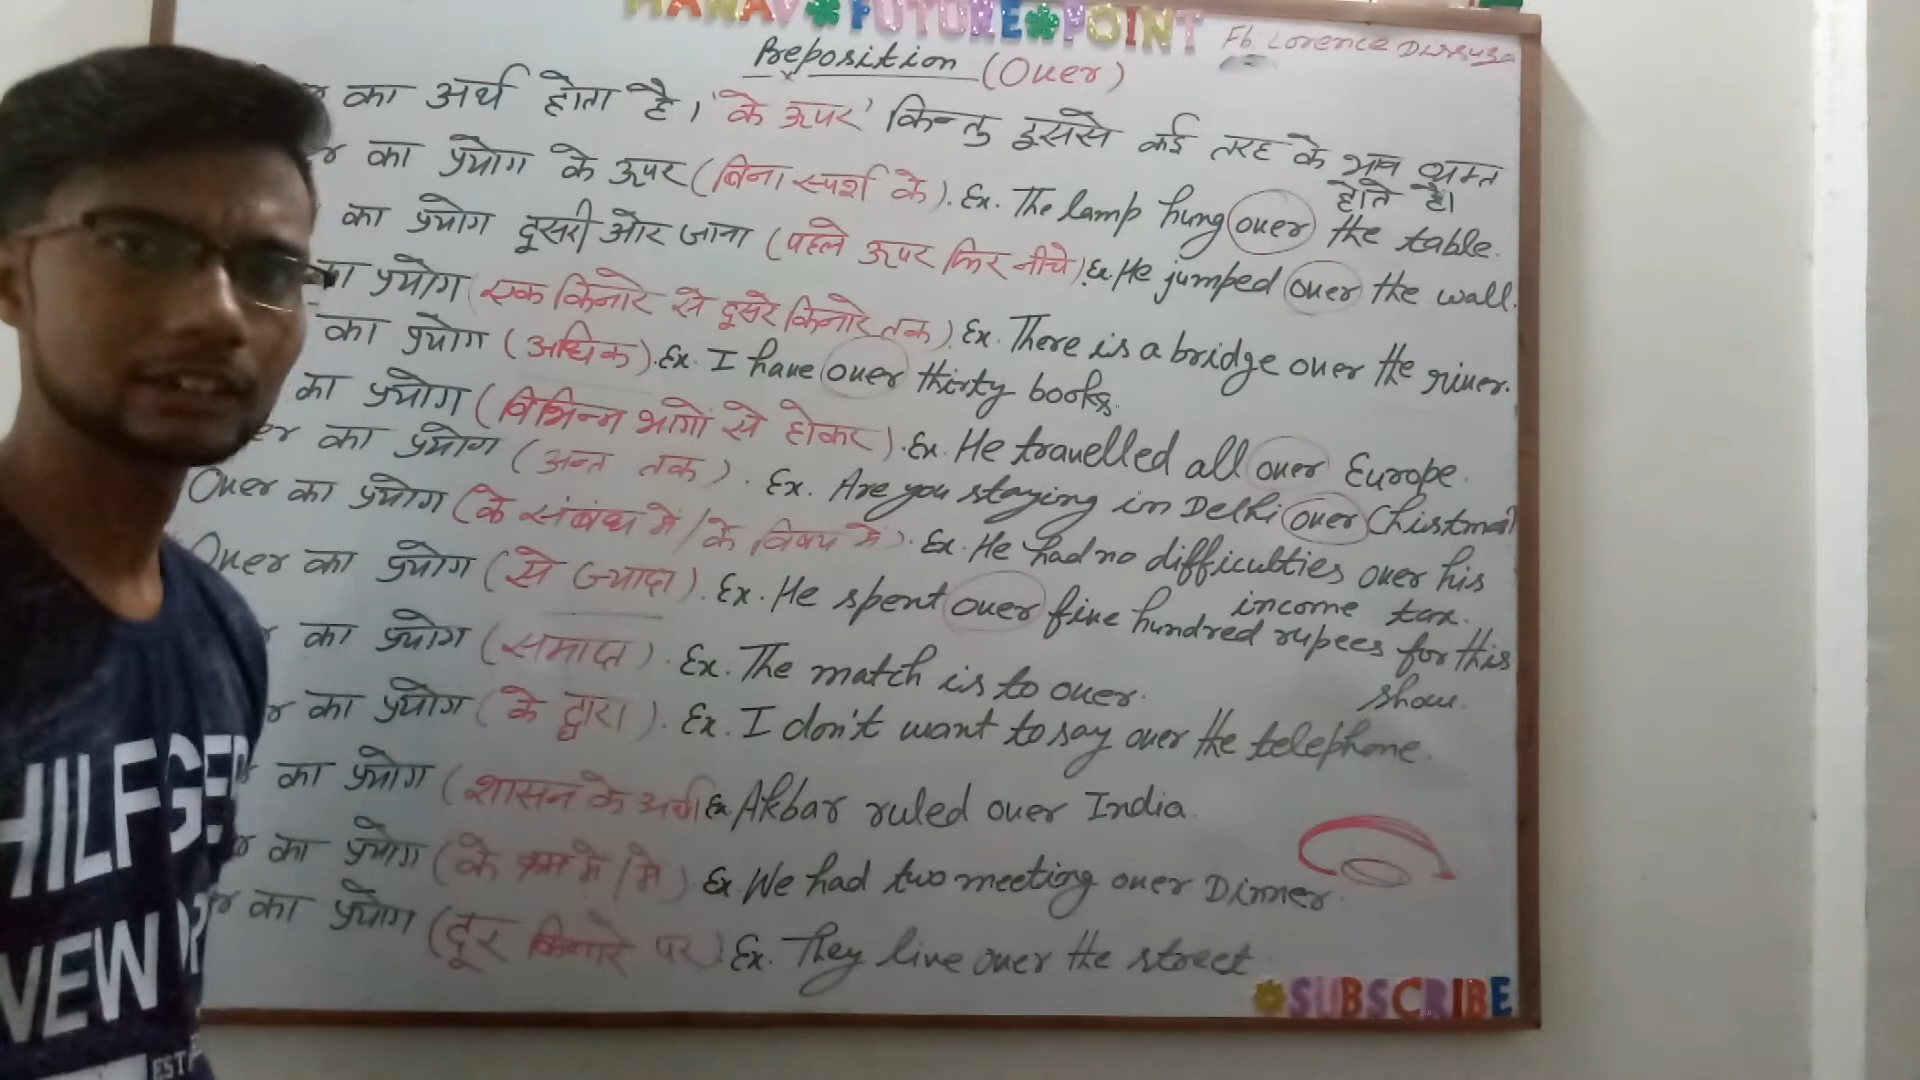 MANAV FUTURE POINT
Fb: Lorence
Preposition (Over)
का अर्थ होता है। 'के ऊपर' किन्तु इससे कई तरह के भाव व्यक्त होते है।
का प्रयोग के ऊपर (बिना स्पर्श के). Ex. The lamp hung over the table.
का प्रयोग दूसरी ओर जाना (पहले ऊपर फिर नीचे). Ex. He jumped over the wall.
का प्रयोग (एक किनारे से दूसरे किनारे तक). Ex. There is a bridge over the river.
का प्रयोग (अधिक). Ex. I have over thirty books.
का प्रयोग (विभिन्न भागों से होकर). Ex. He travelled all over Europe.
er का प्रयोग (अन्त तक). Ex. Are you staying in Delhi over Chistmas
Over का प्रयोग (के संबंध में/के विषय में). Ex. He had no difficulties over his income tax.
Over का प्रयोग (से ज्यादा). Ex. He spent over five hundred rupees for this show.
का प्रयोग (समाप्त). Ex. The match is to over.
r का प्रयोग (के द्वारा). Ex. I don't want to say over the telephone.
का प्रयोग (शासन के Ex. Akbar ruled over India.
का प्रयोग (के में/में) Ex. We had two meeting over Dinner.
er का प्रयोग (दूर किनारे पर) Ex. They live over the street
SUBSCRIBE
HILFGE
NEW
EST